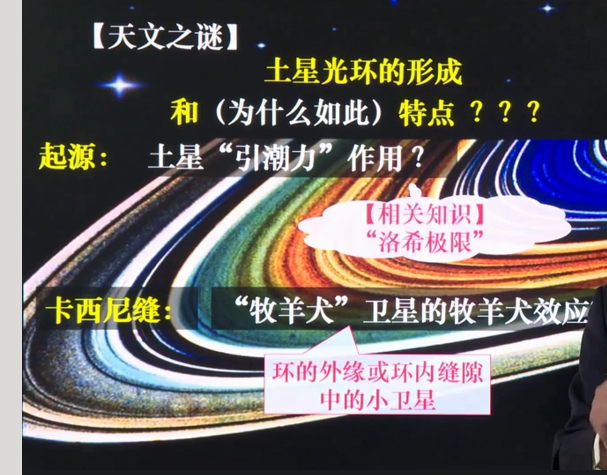 【天文之谜】
土星光环的形成
和（为什么如此）特点？？？
起源： 土星“引潮力”作用？
【相关知识】
“洛希极限”
卡西尼缝： “牧羊犬”卫星的牧羊犬效应
环的外缘或环内缝隙
中的小卫星